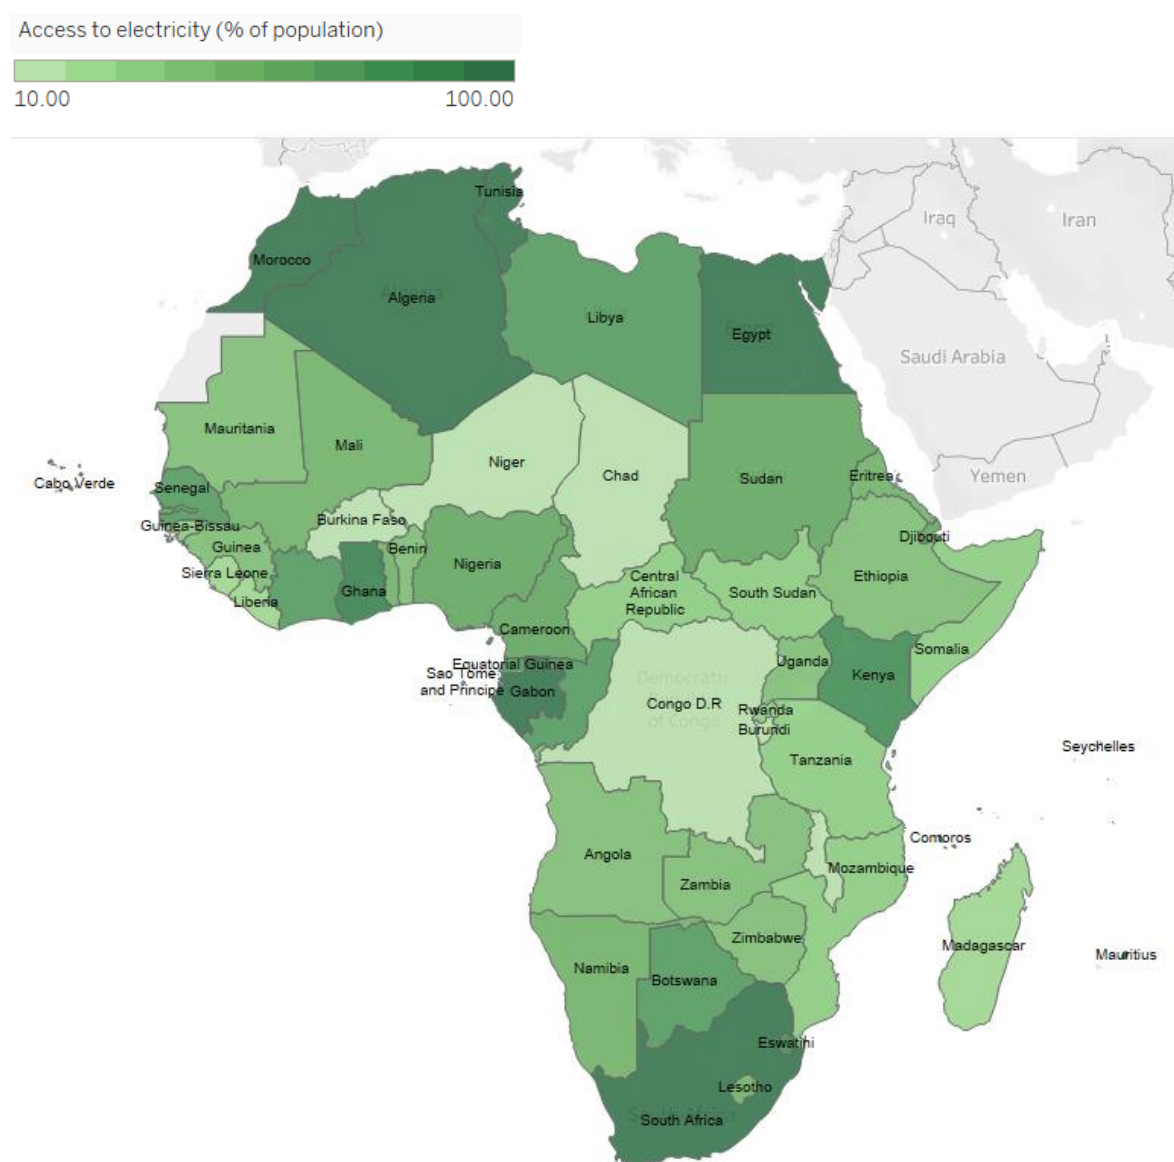 Access to electricity (% of population)
10.00
100.00
Tunisia
Iraq
Iran
Morocco
Algeria
Libya
Egypt
Saudi Arabia
Mauritania
Mali
Niger
Chad
Sudan
Eritrea
Yemen
Cabo Verde
Senegal
Burkina Faso
Guinea-Bissau
Guinea
Benin
Nigeria
Djibouti
Sierra Leone
Ghana
Central
African
Republic
South Sudan
Ethiopia
Liberia
Cameroon
Somalia
Equatorial Guinea
Uganda
Kenya
Sao Tome
and Principe
Gabon
Democratic
Congo D.R
of Congo
Rwanda
Burundi
Tanzania
Seychelles
Comoros
Angola
Zambia
Mozambique
Zimbabwe
Madagascar
Mauritius
Namibia
Botswana
Eswatini
Lesotho
South Africa